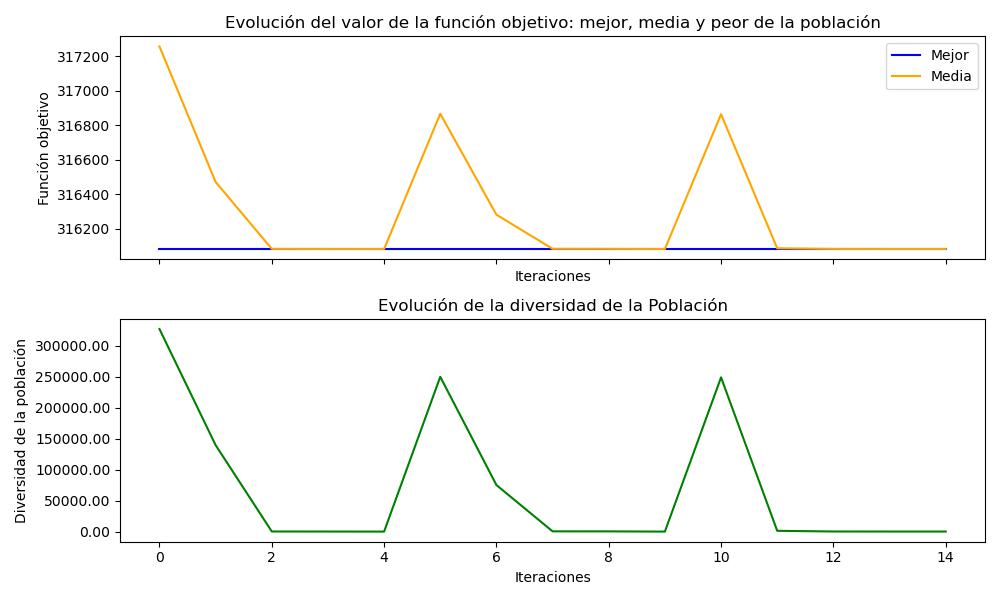 Evolución del valor de la función objetivo: mejor, media y peor de la población
Función objetivo
317200
317000
316800
316600
316400
316200
Mejor
Media
Iteraciones
Evolución de la diversidad de la Población
Diversidad de la población
300000.00
250000.00
200000.00
150000.00
100000.00
50000.00
0.00
0 2 4 6 8 10 12 14
Iteraciones